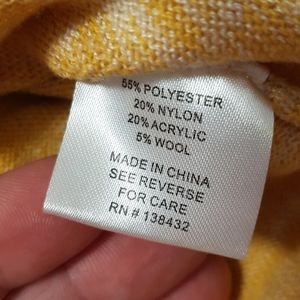 55% POLYESTER
20% NYLON
20% ACRYLIC
5% WOOL
MADE IN CHINA
SEE REVERSE
FOR CARE
RN # 138432